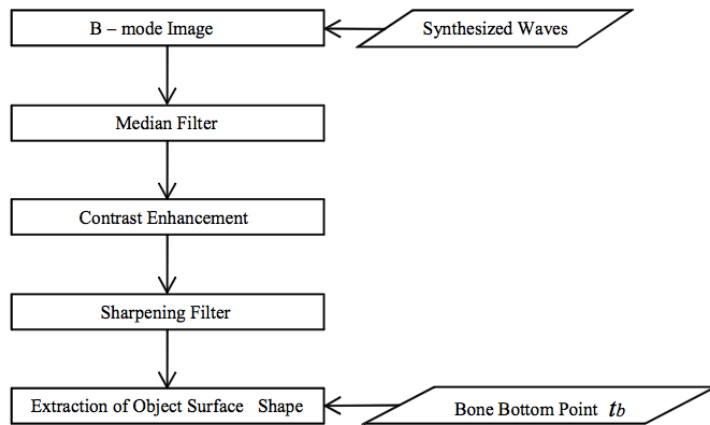 B – mode Image
Synthesized Waves
Median Filter
Contrast Enhancement
Sharpening Filter
Extraction of Object Surface Shape
Bone Bottom Point tb